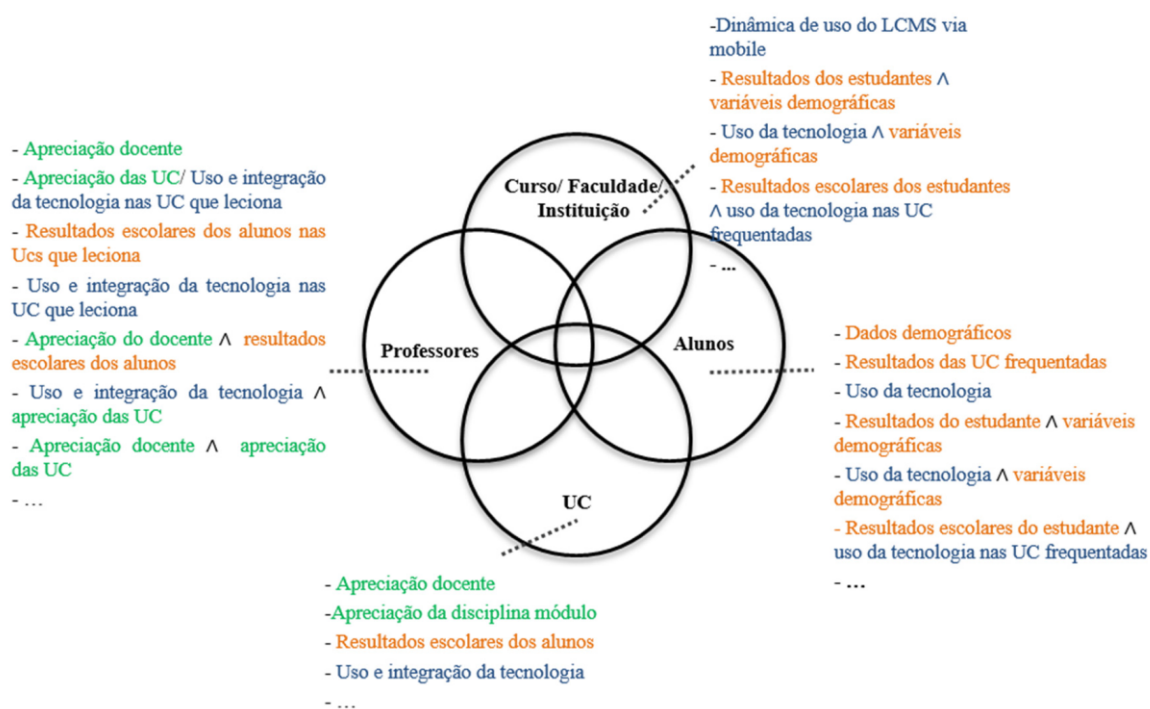 -Dinâmica de uso do LCMS via
mobile
- Resultados dos estudantes Λ
variáveis demográficas
- Uso da tecnologia Λ variáveis
demográficas
- Resultados escolares dos estudantes
Λ uso da tecnologia nas UC
frequentadas
- ...
- Apreciação docente
- Apreciação das UC/ Uso e integração
da tecnologia nas UC que leciona
- Resultados escolares dos alunos nas
Ucs que leciona
- Uso e integração da tecnologia nas
UC que leciona
- Apreciação do docente Λ resultados
escolares dos alunos
- Uso e integração da tecnologia Λ
apreciação das UC
- Apreciação docente Λ apreciação
das UC
- ...
Curso/ Faculdade/
Instituição
Professores
Alunos
UC
- Dados demográficos
- Resultados das UC frequentadas
- Uso da tecnologia
- Resultados do estudante Λ variáveis
demográficas
- Uso da tecnologia Λ variáveis
demográficas
- Resultados escolares do estudante Λ
uso da tecnologia nas UC frequentadas
- ...
- Apreciação docente
-Apreciação da disciplina módulo
- Resultados escolares dos alunos
- Uso e integração da tecnologia
- ...